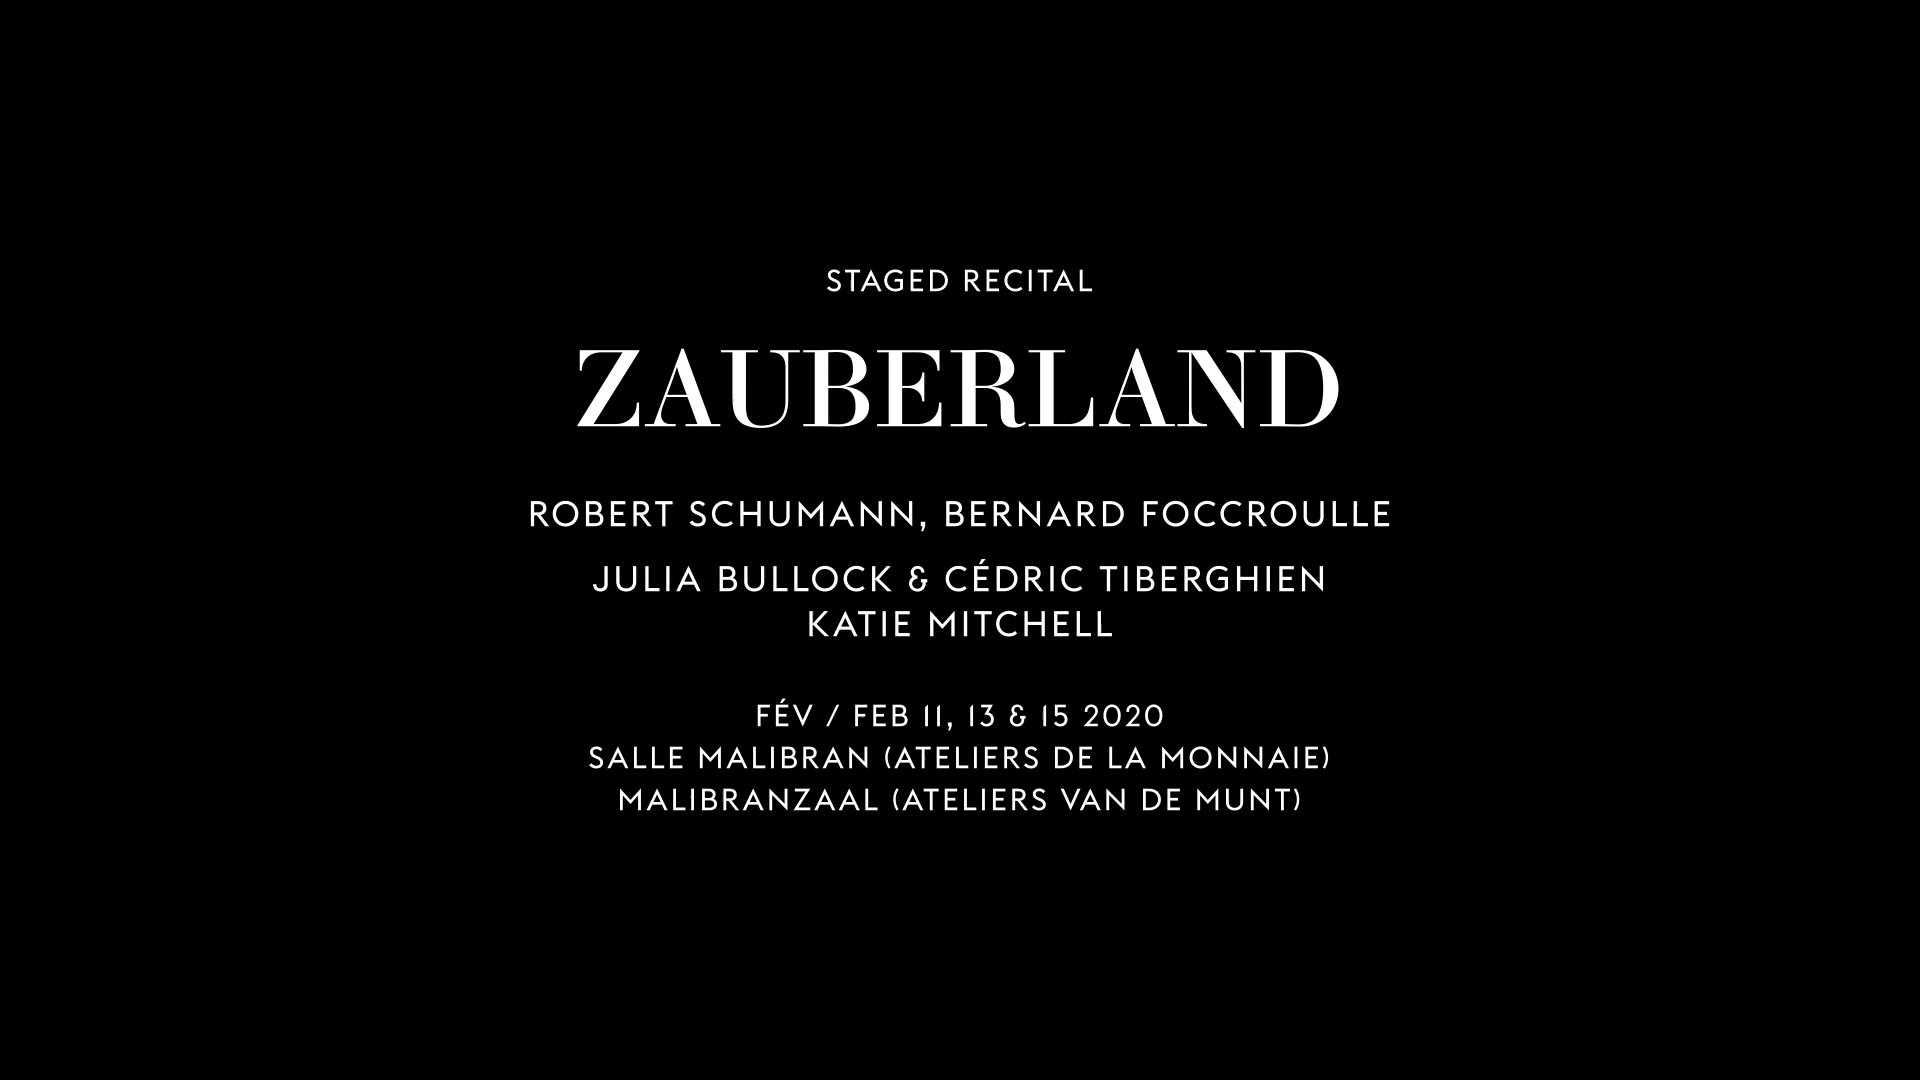 STAGED RECITAL
ZAUBERLAND
ROBERT SCHUMANN, BERNARD FOCCROULLE
JULIA BULLOCK & CÉDRIC TIBERGHIEN
KATIE MITCHELL
FÉV / FEB 11, 13 & 15 2020
SALLE MALIBRAN (ATELIERS DE LA MONNAIE)
MALIBRANZAAL (ATELIERS VAN DE MUNT)